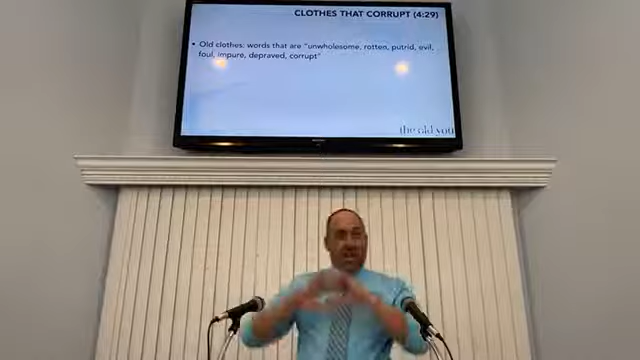 CLOTHES THAT CORRUPT (4:29)
• Old clothes: words that are "unwholesome, rotten, putrid, evil,
foul, impure, depraved, corrupt"
the old you